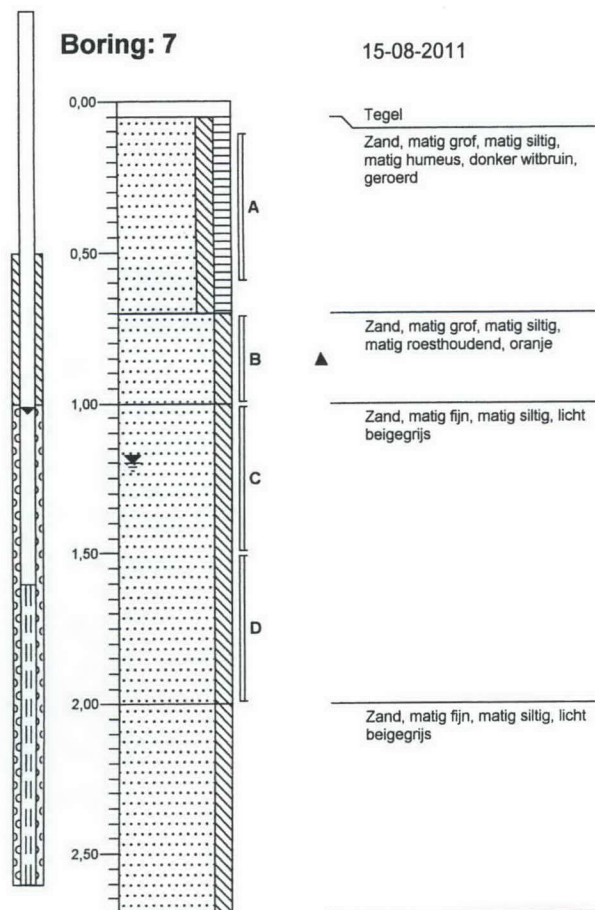 Boring: 7
15-08-2011
0,00
Tegel
Zand, matig grof, matig siltig,
matig humeus, donker witbruin,
geroerd
A
0,50
Zand, matig grof, matig siltig,
matig roesthoudend, oranje
B
1,00
Zand, matig fijn, matig siltig, licht
beigegrijs
C
1,50
D
2,00
Zand, matig fijn, matig siltig, licht
beigegrijs
2,50